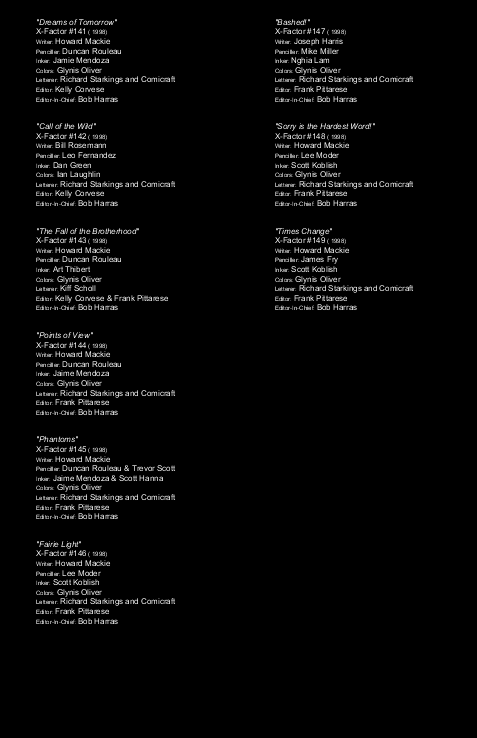 "Dreams of Tomorrow"
X-Factor #141 ( 1998)
Writer: Howard Mackie
Penciller: Duncan Rouleau
Inker: Jamie Mendoza
Colors: Glynis Oliver
Letterer: Richard Starkings and Comicraft
Editor: Kelly Corvese
Editor-In-Chief: Bob Harras

"Call of the Wild"
X-Factor #142 ( 1998)
Writer: Bill Rosemann
Penciller: Leo Fernandez
Inker: Dan Green
Colors: Ian Laughlin
Letterer: Richard Starkings and Comicraft
Editor: Kelly Corvese
Editor-In-Chief: Bob Harras

"The Fall of the Brotherhood"
X-Factor #143 ( 1998)
Writer: Howard Mackie
Penciller: Duncan Rouleau
Inker: Art Thibert
Colors: Glynis Oliver
Letterer: Kiff Scholl
Editor: Kelly Corvese & Frank Pittarese
Editor-In-Chief: Bob Harras

"Points of View"
X-Factor #144 ( 1998)
Writer: Howard Mackie
Penciller: Duncan Rouleau
Inker: Jaime Mendoza
Colors: Glynis Oliver
Letterer: Richard Starkings and Comicraft
Editor: Frank Pittarese
Editor-In-Chief: Bob Harras

"Phantoms"
X-Factor #145 ( 1998)
Writer: Howard Mackie
Penciller: Duncan Rouleau & Trevor Scott
Inker: Jaime Mendoza & Scott Hanna
Colors: Glynis Oliver
Letterer: Richard Starkings and Comicraft
Editor: Frank Pittarese
Editor-In-Chief: Bob Harras

"Fairie Light"
X-Factor #146 ( 1998)
Writer: Howard Mackie
Penciller: Lee Moder
Inker: Scott Koblish
Colors: Glynis Oliver
Letterer: Richard Starkings and Comicraft
Editor: Frank Pittarese
Editor-In-Chief: Bob Harras

"Bashed!"
X-Factor #147 ( 1998)
Writer: Joseph Harris
Penciller: Mike Miller
Inker: Nghia Lam
Colors: Glynis Oliver
Letterer: Richard Starkings and Comicraft
Editor: Frank Pittarese
Editor-In-Chief: Bob Harras

"Sorry is the Hardest Word!"
X-Factor #148 ( 1998)
Writer: Howard Mackie
Penciller: Lee Moder
Inker: Scott Koblish
Colors: Glynis Oliver
Letterer: Richard Starkings and Comicraft
Editor: Frank Pittarese
Editor-In-Chief: Bob Harras

"Times Change"
X-Factor #149 ( 1998)
Writer: Howard Mackie
Penciller: James Fry
Inker: Scott Koblish
Colors: Glynis Oliver
Letterer: Richard Starkings and Comicraft
Editor: Frank Pittarese
Editor-In-Chief: Bob Harras